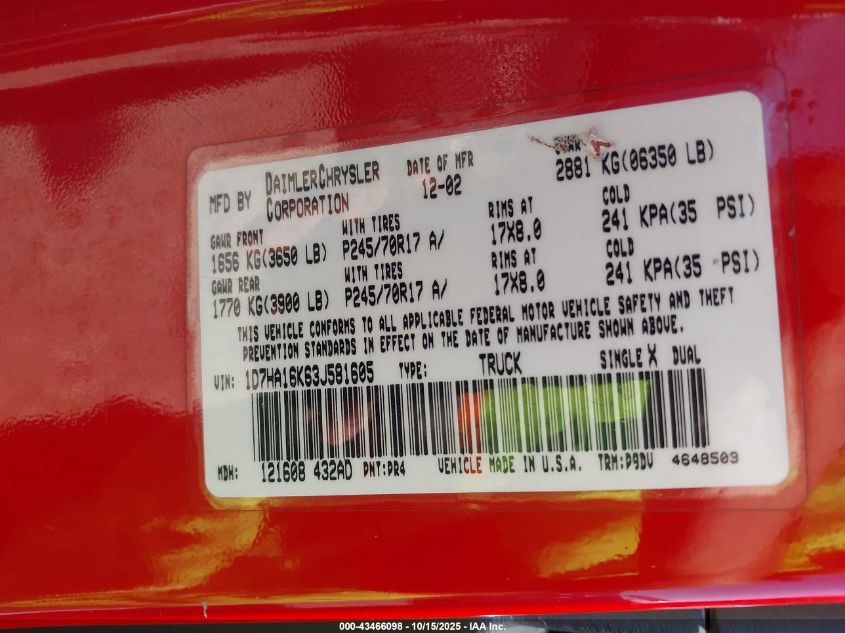 MFD BY DAIMLERCHRYSLER CORPORATION DATE OF MFR 12-02 2881 KG(06350 LB)
GAWR FRONT WITH TIRES RIMS AT COLD
1656 KG(3650 LB) P245/70R17 A/ 17X8.0 241 KPA(35 PSI)
GAWR REAR WITH TIRES RIMS AT COLD
1770 KG(3900 LB) P245/70R17 A/ 17X8.0 241 KPA(35 PSI)
THIS VEHICLE CONFORMS TO ALL APPLICABLE FEDERAL MOTOR VEHICLE SAFETY AND THEFT
PREVENTION STANDARDS IN EFFECT ON THE DATE OF MANUFACTURE SHOWN ABOVE.
VIN: 1D7HA16K63J581605 TYPE: TRUCK SINGLE X DUAL
MDH: 121608 432AD PNT:PR4 VEHICLE MADE IN U.S.A. TRM:P9DV 4648503
000-43466098 - 10/15/2025 - IAA Inc.